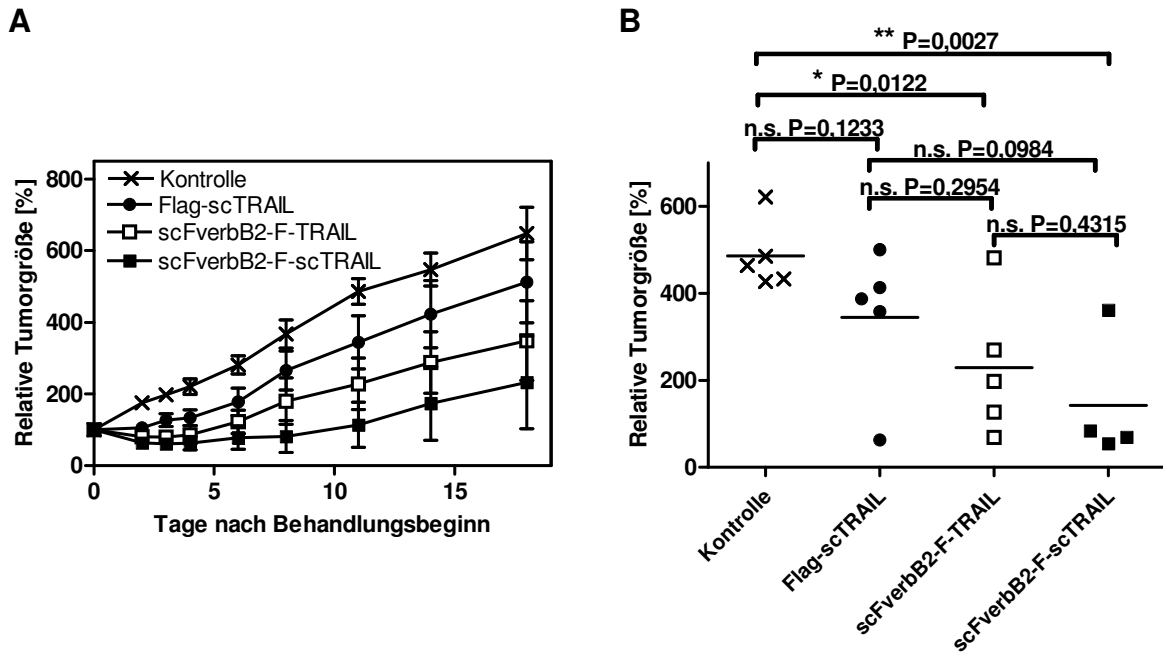 A
Relative Tumorgröße [%]
800
600
400
200
0
Kontrolle
Flag-scTRAIL
scFverbB2-F-TRAIL
scFverbB2-F-scTRAIL
0
5
10
15
Tage nach Behandlungsbeginn
B
** P=0,0027
* P=0,0122
n.s. P=0,1233
n.s. P=0,0984
n.s. P=0,2954
n.s. P=0,4315
Relative Tumorgröße [%]
600
400
200
0
Kontrolle
Flag-scTRAIL
scFverbB2-F-TRAIL
scFverbB2-F-scTRAIL